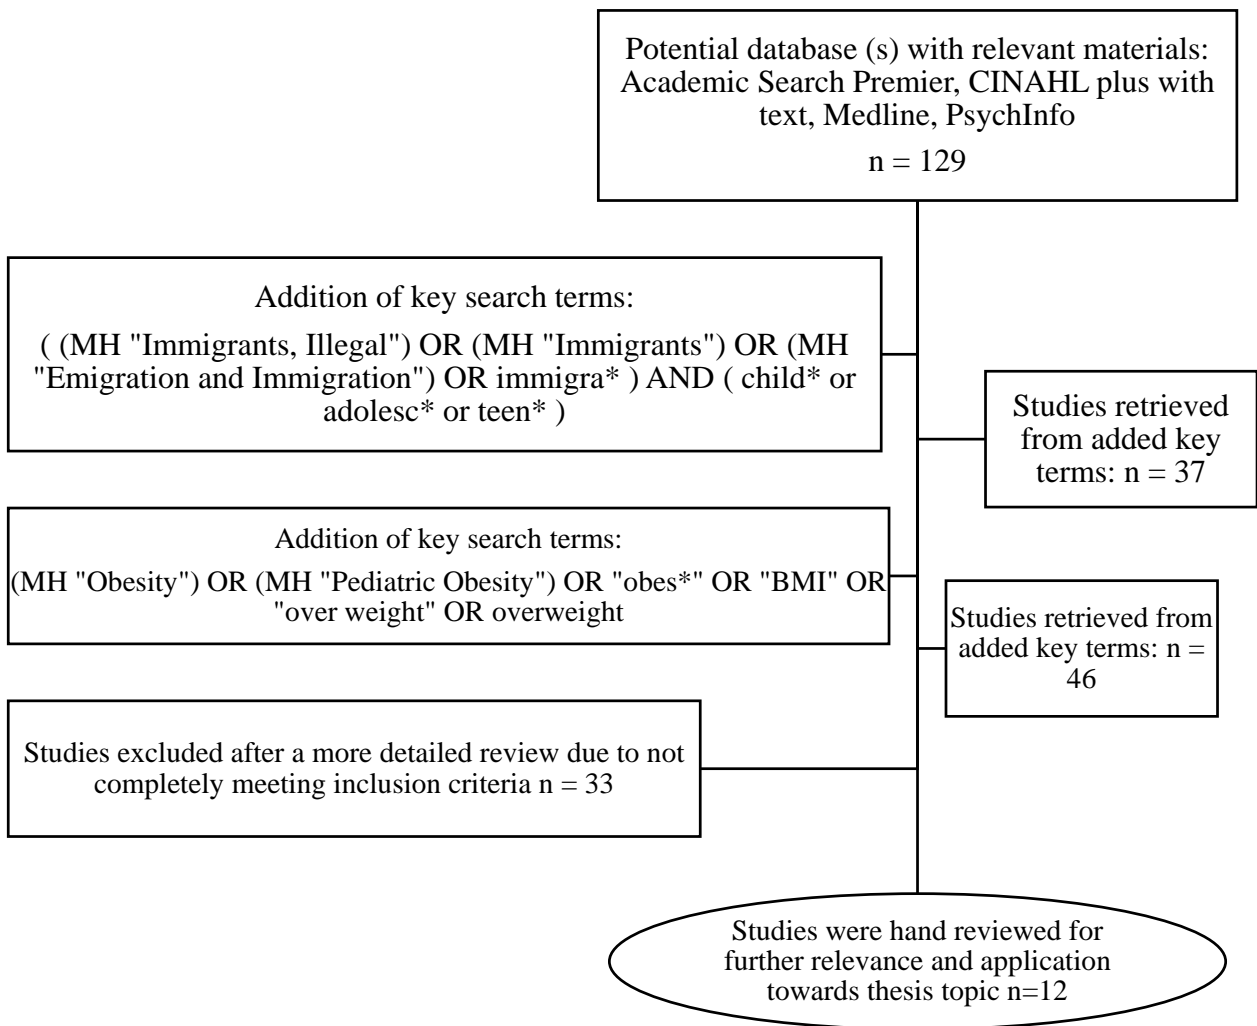 Potential database (s) with relevant materials:
Academic Search Premier, CINAHL plus with
text, Medline, PsychInfo
n = 129
Addition of key search terms:
( (MH "Immigrants, Illegal") OR (MH "Immigrants") OR (MH
"Emigration and Immigration") OR immigra* ) AND ( child* or
adolesc* or teen* )
Studies retrieved
from added key
terms: n = 37
Addition of key search terms:
(MH "Obesity") OR (MH "Pediatric Obesity") OR "obes*" OR "BMI" OR
"over weight" OR overweight
Studies retrieved from
added key terms: n =
46
Studies excluded after a more detailed review due to not
completely meeting inclusion criteria n = 33
Studies were hand reviewed for
further relevance and application
towards thesis topic n=12